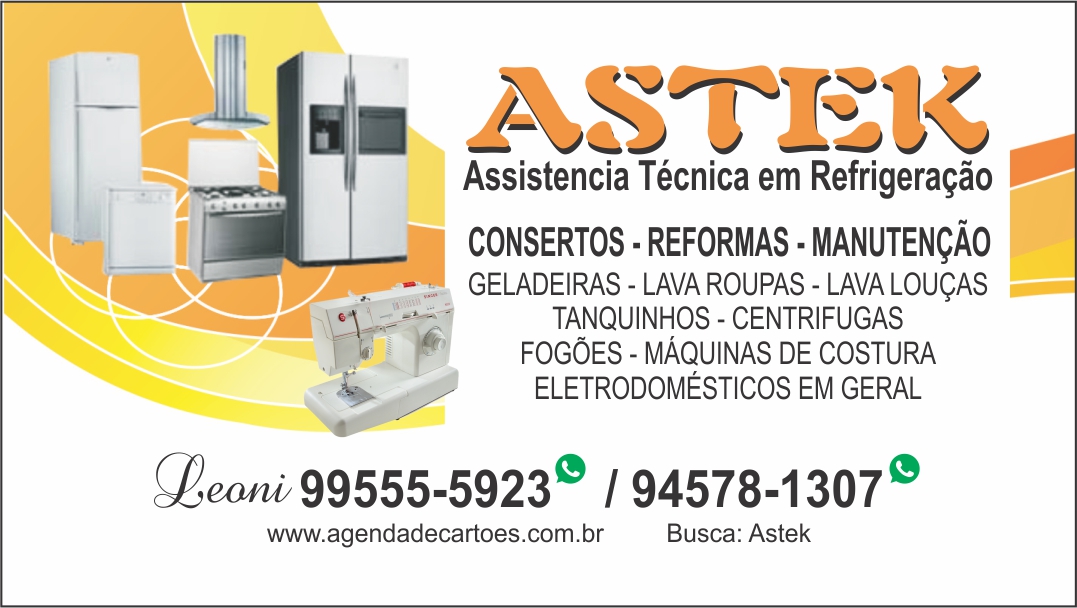 ASTEK
Assistencia Técnica em Refrigeração
CONSERTOS - REFORMAS - MANUTENÇÃO
GELADEIRAS - LAVA ROUPAS - LAVA LOUÇAS
TANQUINHOS - CENTRIFUGAS
FOGÕES - MÁQUINAS DE COSTURA
ELETRODOMÉSTICOS EM GERAL
SINGER
Leoni 99555-5923 / 94578-1307
www.agendadecartoes.com.br Busca: Astek